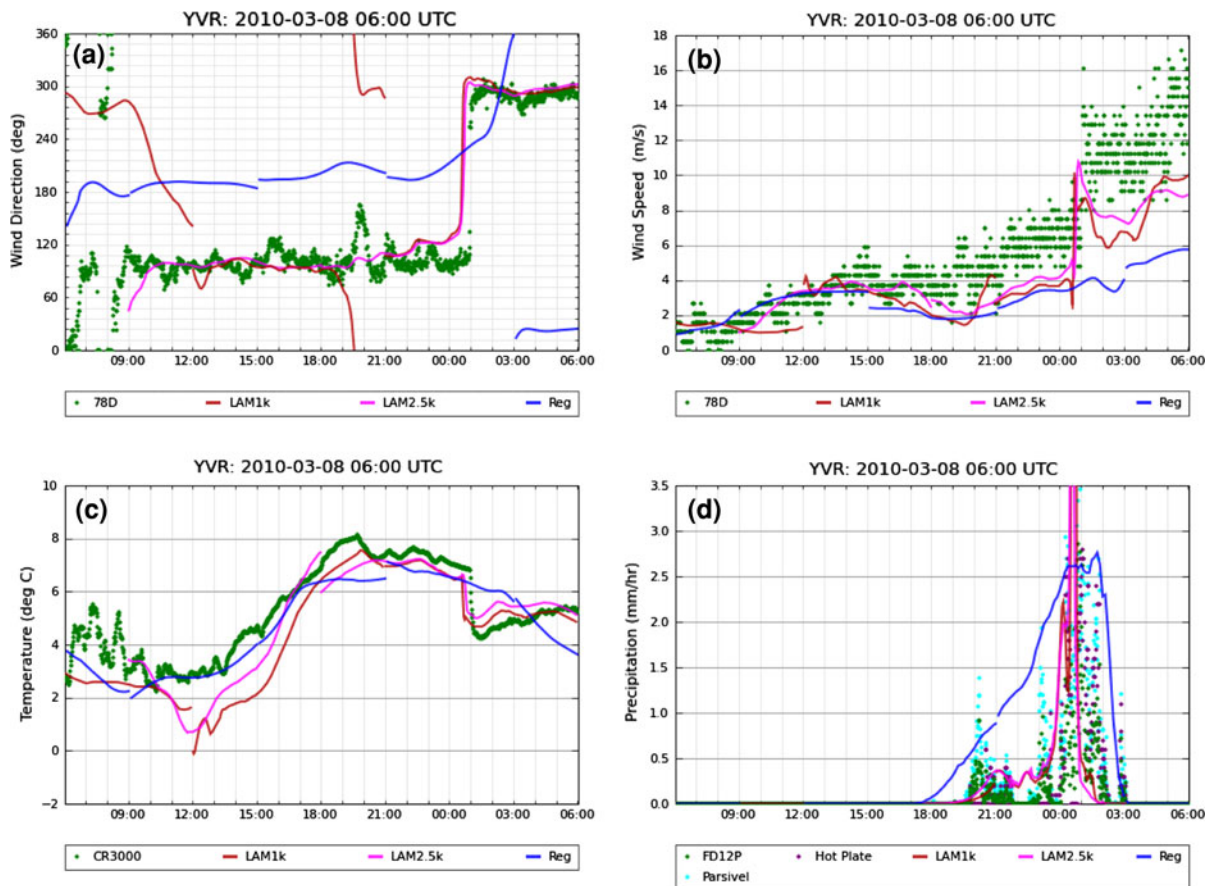 YVR: 2010-03-08 06:00 UTC
(a)
Wind Direction (deg)
360
300
240
180
120
60
0
09:00 12:00 15:00 18:00 21:00 00:00 03:00 06:00
78D LAM1k LAM2.5k Reg
YVR: 2010-03-08 06:00 UTC
(b)
Wind Speed (m/s)
18
16
14
12
10
8
6
4
2
0
09:00 12:00 15:00 18:00 21:00 00:00 03:00 06:00
78D LAM1k LAM2.5k Reg
YVR: 2010-03-08 06:00 UTC
(c)
Temperature (deg C)
10
8
6
4
2
0
−2
09:00 12:00 15:00 18:00 21:00 00:00 03:00 06:00
CR3000 LAM1k LAM2.5k Reg
YVR: 2010-03-08 06:00 UTC
(d)
Precipitation (mm/hr)
3.5
3.0
2.5
2.0
1.5
1.0
0.5
0.0
09:00 12:00 15:00 18:00 21:00 00:00 03:00 06:00
FD12P Hot Plate LAM1k LAM2.5k Reg
Parsivel